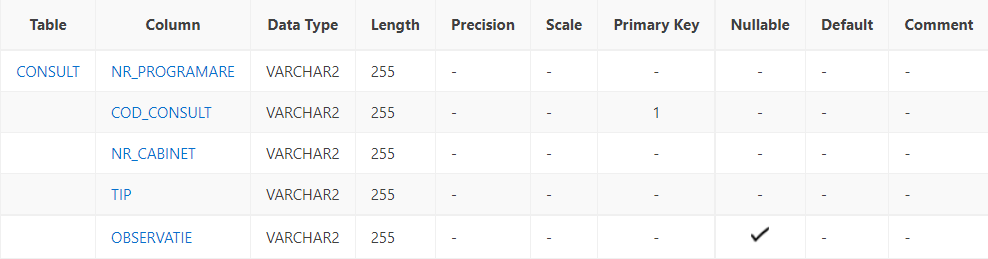 Table Column Data Type Length Precision Scale Primary Key Nullable Default Comment
CONSULT NR_PROGRAMARE VARCHAR2 255 - - - - - -
COD_CONSULT VARCHAR2 255 - - 1 - - -
NR_CABINET VARCHAR2 255 - - - - - -
TIP VARCHAR2 255 - - - - - -
OBSERVATIE VARCHAR2 255 - - - ✓ - -